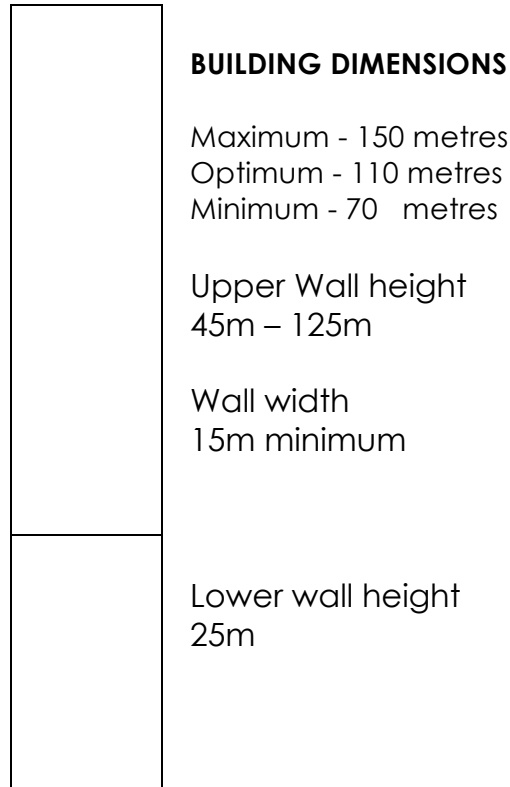 BUILDING DIMENSIONS
Maximum - 150 metres
Optimum - 110 metres
Minimum - 70   metres
Upper Wall height
45m – 125m
Wall width
15m minimum
Lower wall height
25m